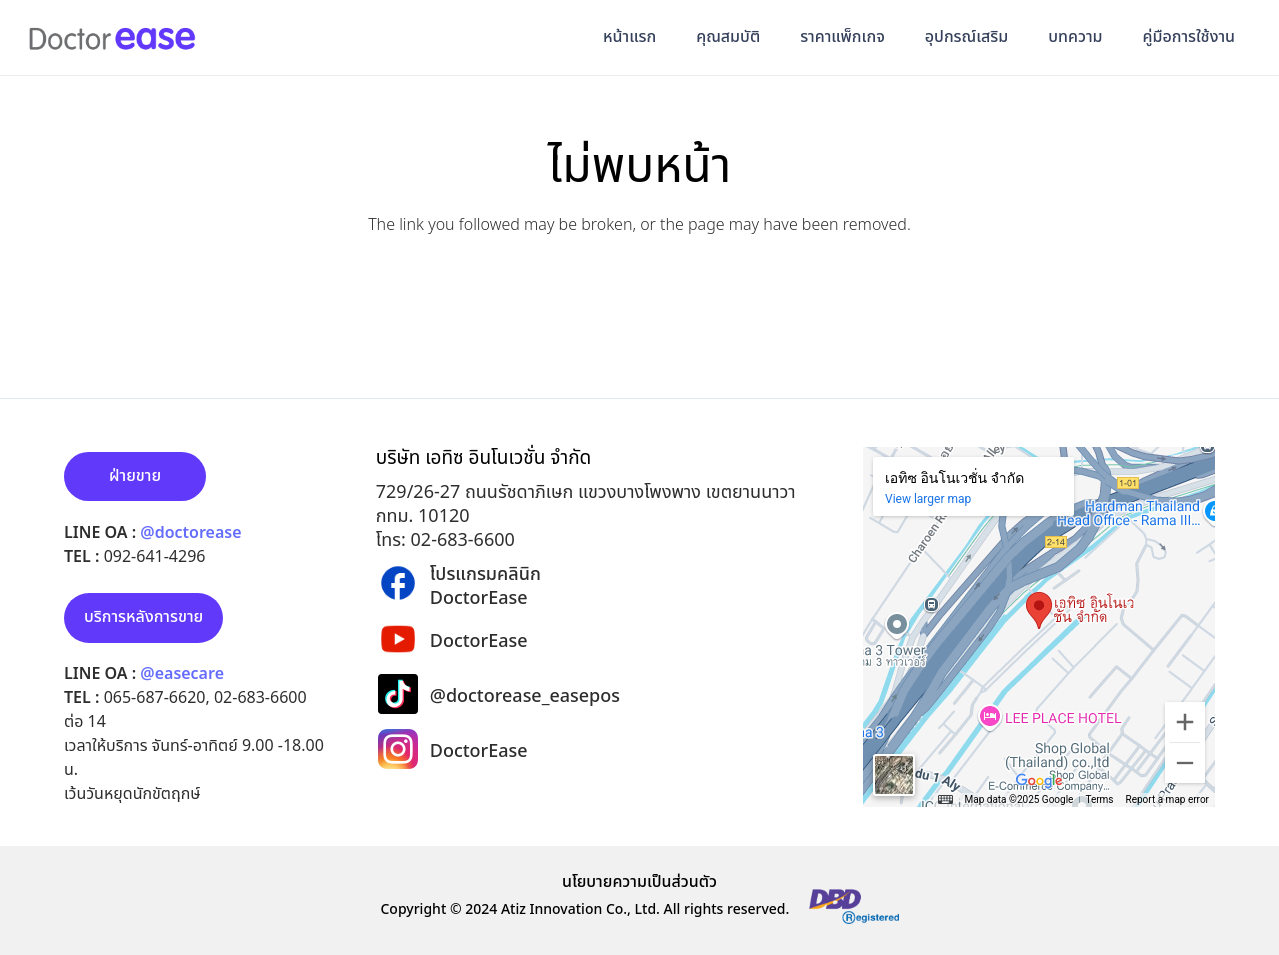 Doctor ease
หน้าแรก
คุณสมบัติ
ราคาแพ็กเกจ
อุปกรณ์เสริม
บทความ
คู่มือการใช้งาน
ไม่พบหน้า
The link you followed may be broken, or the page may have been removed.
ฝ่ายขาย
LINE OA : @doctorease
TEL : 092-641-4296
บริการหลังการขาย
LINE OA : @easecare
TEL : 065-687-6620, 02-683-6600
ต่อ 14
เวลาให้บริการ จันทร์-อาทิตย์ 9.00 -18.00
น.
เว้นวันหยุดนักขัตฤกษ์
บริษัท เอทิซ อินโนเวชั่น จำกัด
729/26-27 ถนนรัชดาภิเษก แขวงบางโพงพาง เขตยานนาวา
กทม. 10120
โทร: 02-683-6600
โปรแกรมคลินิก
DoctorEase
DoctorEase
@doctorease_easepos
DoctorEase
เอทิซ อินโนเวชั่น จำกัด
View larger map
1-01
Hardman Thailand
Head Office - Rama III...
2-14
เอทิซ อินโนเว
ชั่น จำกัด
a 3 Tower
LEE PLACE HOTEL
Shop Global
(Thailand) co.,ltd
Shop Global
E-Commerce Company...
Google
Map data ©2025 Google
Terms
Report a map error
นโยบายความเป็นส่วนตัว
Copyright © 2024 Atiz Innovation Co., Ltd. All rights reserved.
DBD
Registered